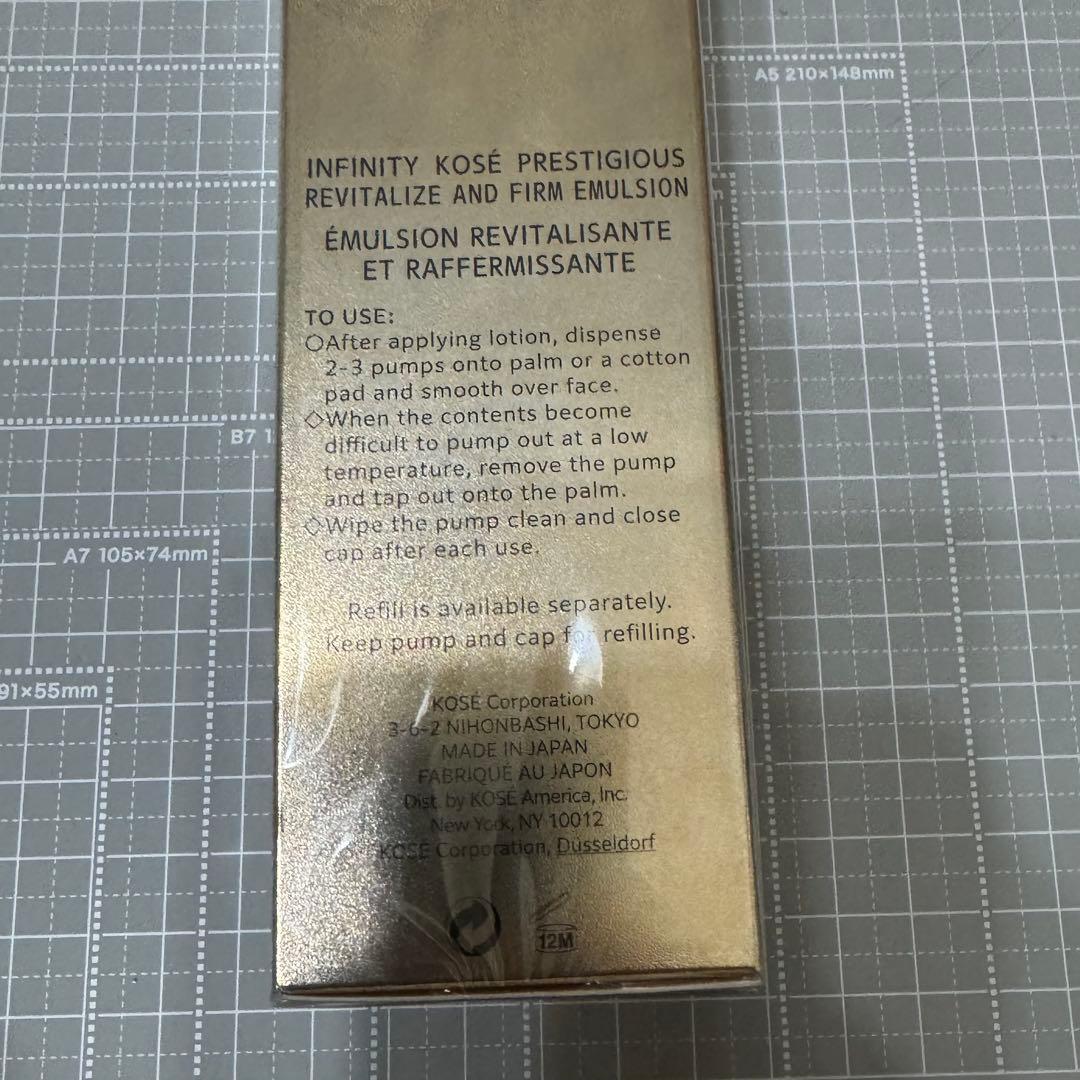 A5 210×148mm
INFINITY KOSÉ PRESTIGIOUS
REVITALIZE AND FIRM EMULSION
ÉMULSION REVITALISANTE
ET RAFFERMISSANTE
TO USE:
○After applying lotion, dispense
2-3 pumps onto palm or a cotton
pad and smooth over face.
◇When the contents become
difficult to pump out at a low
temperature, remove the pump
and tap out onto the palm.
◇Wipe the pump clean and close
cap after each use.
B7 1
A7 105×74mm
Refill is available separately.
Keep pump and cap for refilling.
91×55mm
KOSÉ Corporation
3-6-2 NIHONBASHI, TOKYO
MADE IN JAPAN
FABRIQUÉ AU JAPON
Dist. by KOSÉ America, Inc.
New York, NY 10012
KOSÉ Corporation, Düsseldorf
12M